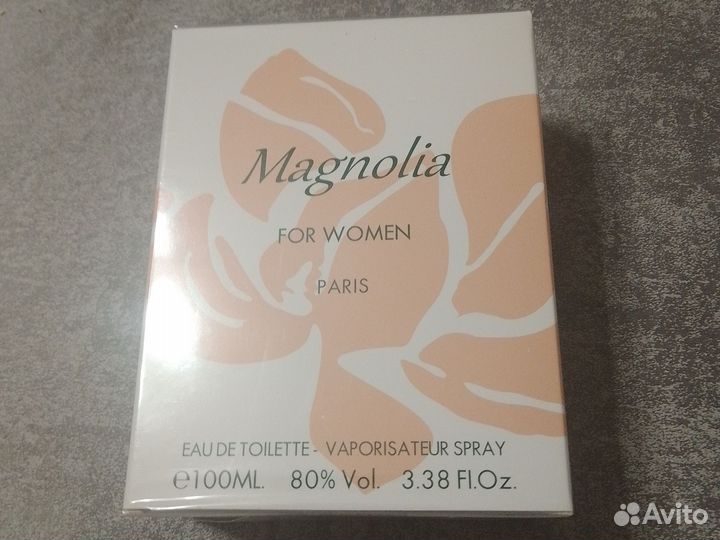 Magnolia
FOR WOMEN
PARIS
EAU DE TOILETTE - VAPORISATEUR SPRAY
℮100ML. 80% Vol. 3.38 Fl.Oz.
Avito